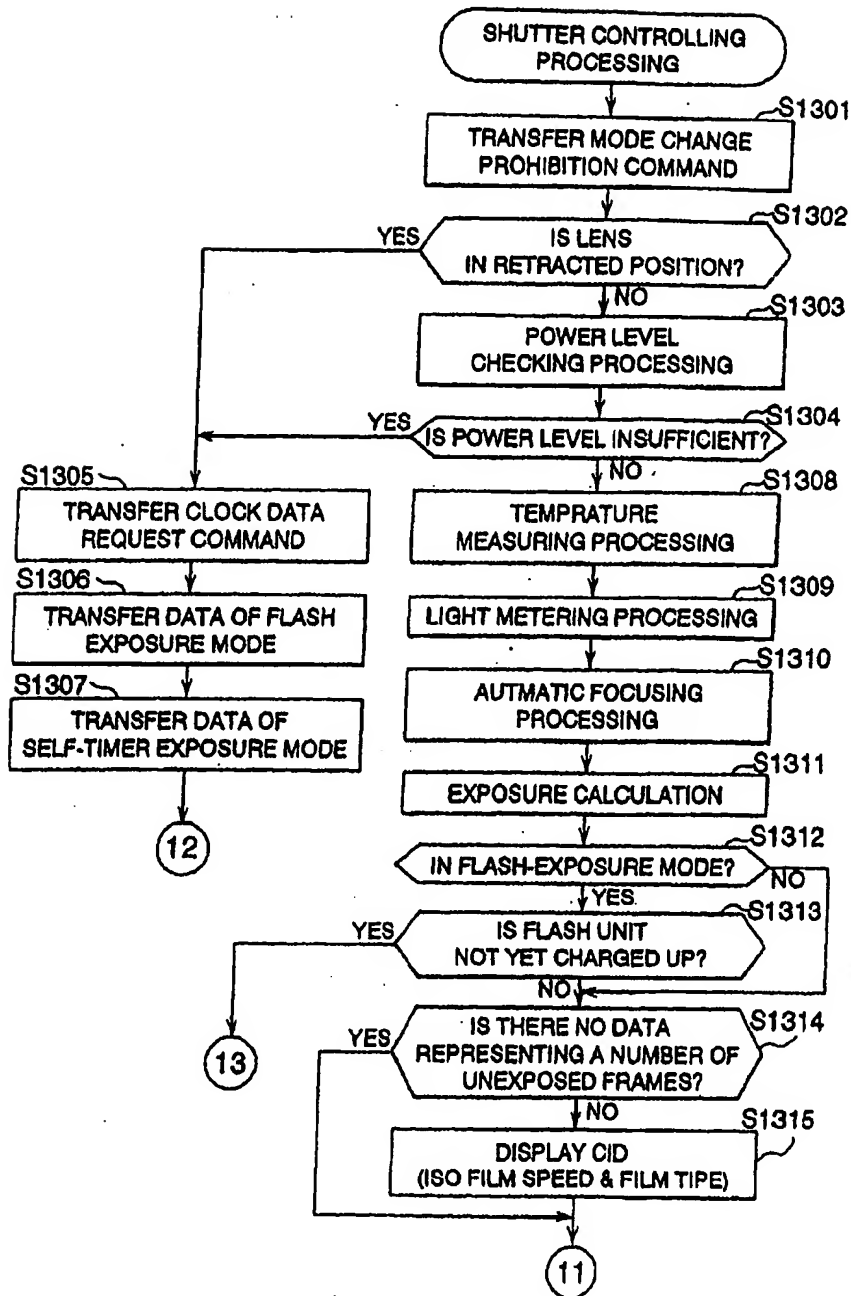 SHUTTER CONTROLLING
PROCESSING
S1301
TRANSFER MODE CHANGE
PROHIBITION COMMAND
S1302
YES
IS LENS
IN RETRACTED POSITION?
NO
S1303
POWER LEVEL
CHECKING PROCESSING
S1304
YES
IS POWER LEVEL INSUFFICIENT?
NO
S1305
TRANSFER CLOCK DATA
REQUEST COMMAND
S1306
TRANSFER DATA OF FLASH
EXPOSURE MODE
S1307
TRANSFER DATA OF
SELF-TIMER EXPOSURE MODE
12
S1308
TEMPRATURE
MEASURING PROCESSING
S1309
LIGHT METERING PROCESSING
S1310
AUTMATIC FOCUSING
PROCESSING
S1311
EXPOSURE CALCULATION
S1312
IN FLASH-EXPOSURE MODE?
NO
YES
S1313
YES
IS FLASH UNIT
NOT YET CHARGED UP?
NO
13
S1314
YES
IS THERE NO DATA
REPRESENTING A NUMBER OF
UNEXPOSED FRAMES?
NO
S1315
DISPLAY CID
(ISO FILM SPEED & FILM TIPE)
11